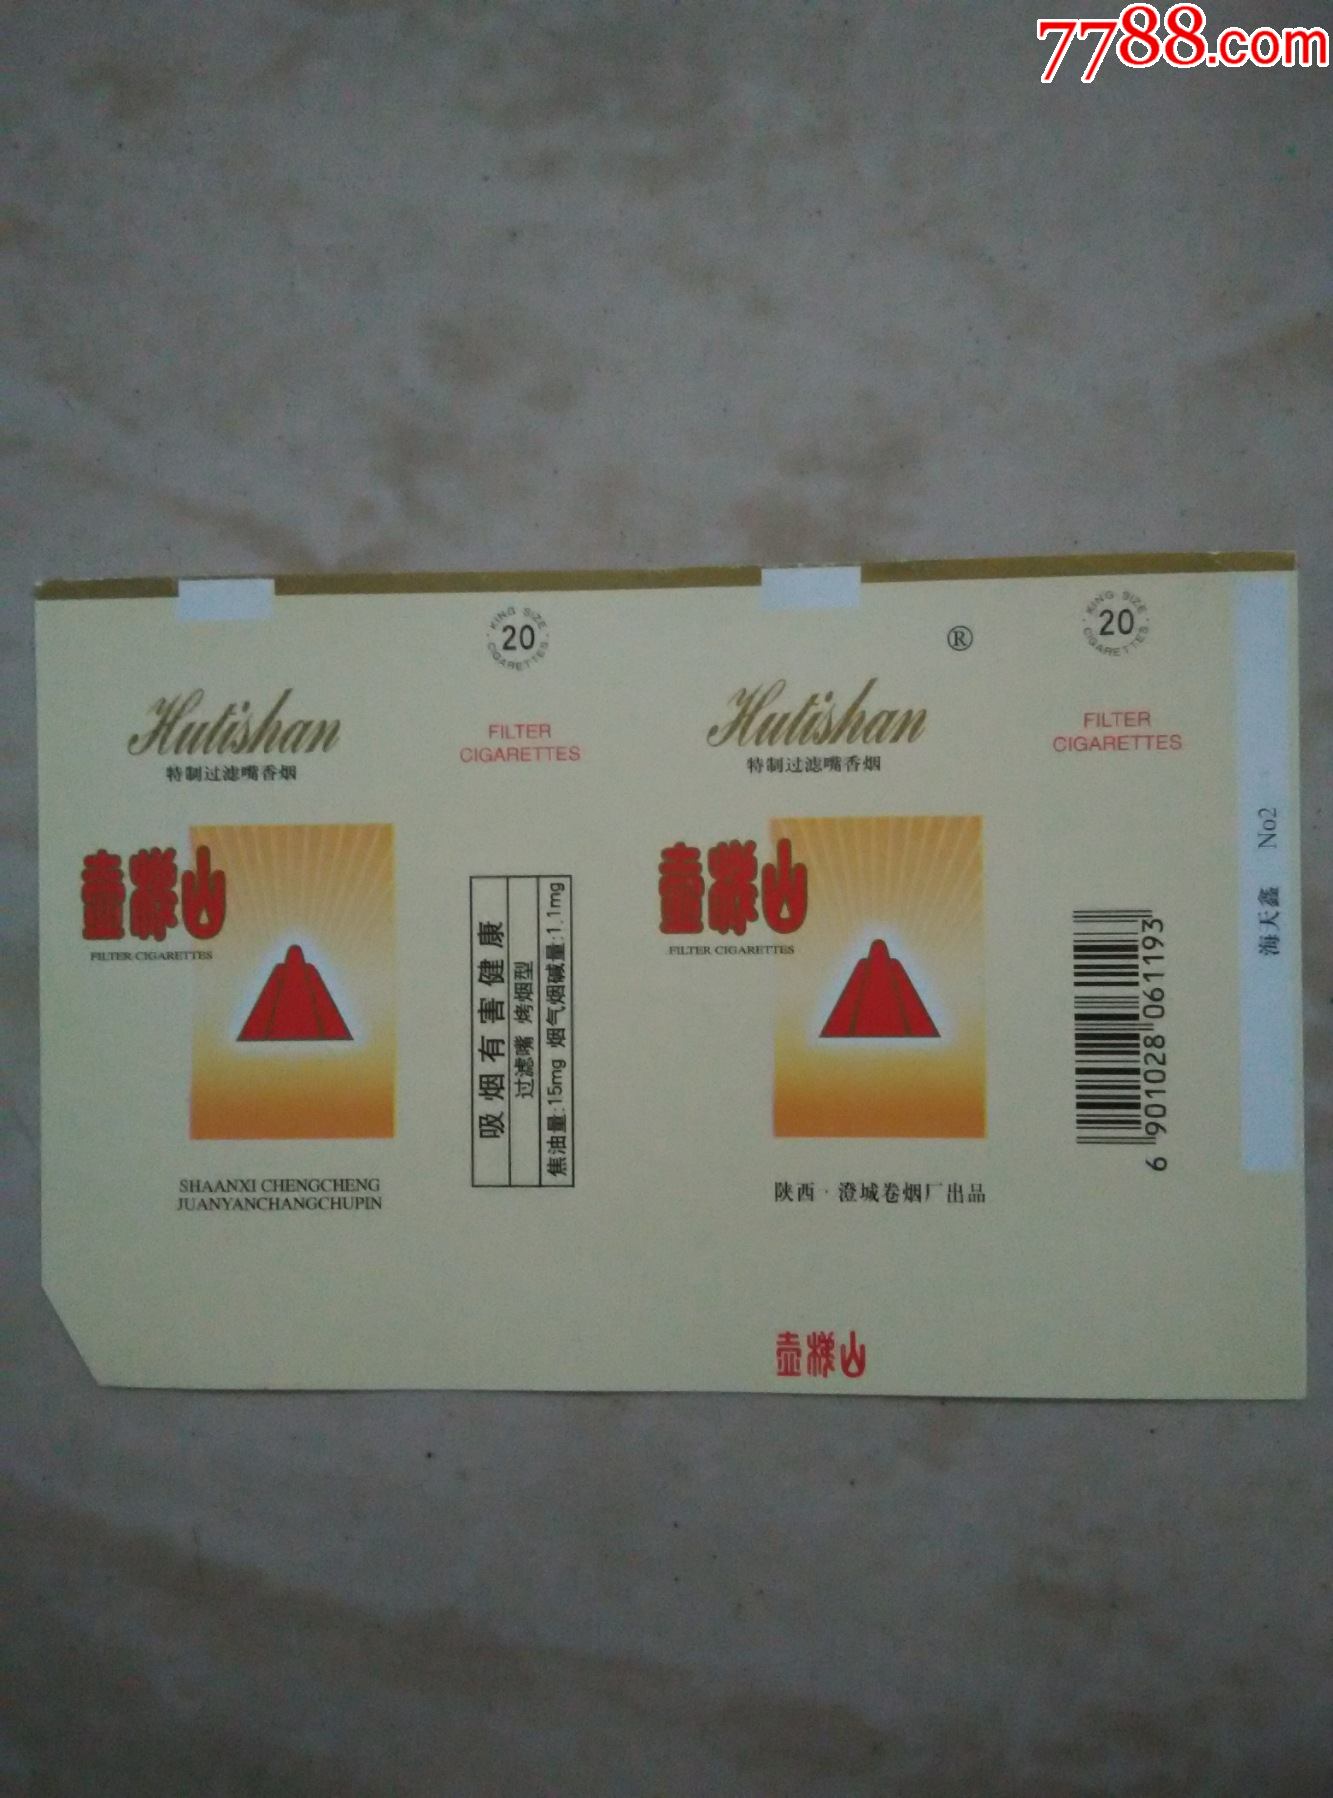 7788.com
KING SIZE
20
CIGARETTES
Hutishan
特制过滤嘴香烟
FILTER
CIGARETTES
壶梯山
FILTER CIGARETTES
吸烟有害健康
过滤嘴 烤烟型
焦油量:15mg 烟气烟碱量:1.1mg
SHAANXI CHENGCHENG
JUANYANCHANGCHUPIN
®
Hutishan
特制过滤嘴香烟
壶梯山
FILTER CIGARETTES
陕西·澄城卷烟厂出品
壶梯山
KING SIZE
20
CIGARETTES
FILTER
CIGARETTES
6 901028 061193
海天鑫 No2